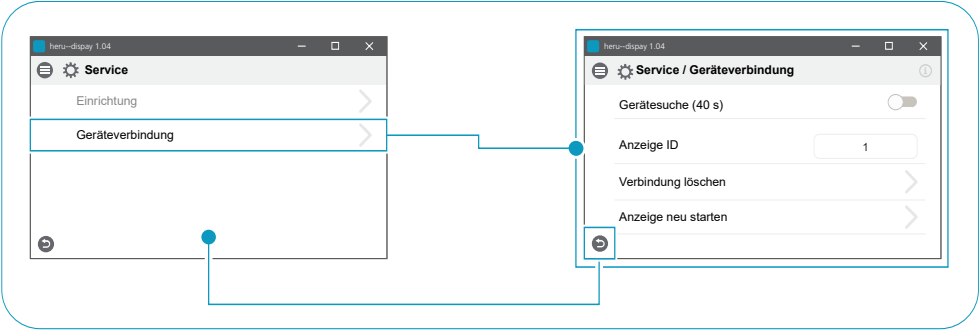 heru–dispay 1.04
Service
Einrichtung
Geräteverbindung
heru–dispay 1.04
Service / Geräteverbindung
Gerätesuche (40 s)
Anzeige ID
1
Verbindung löschen
Anzeige neu starten